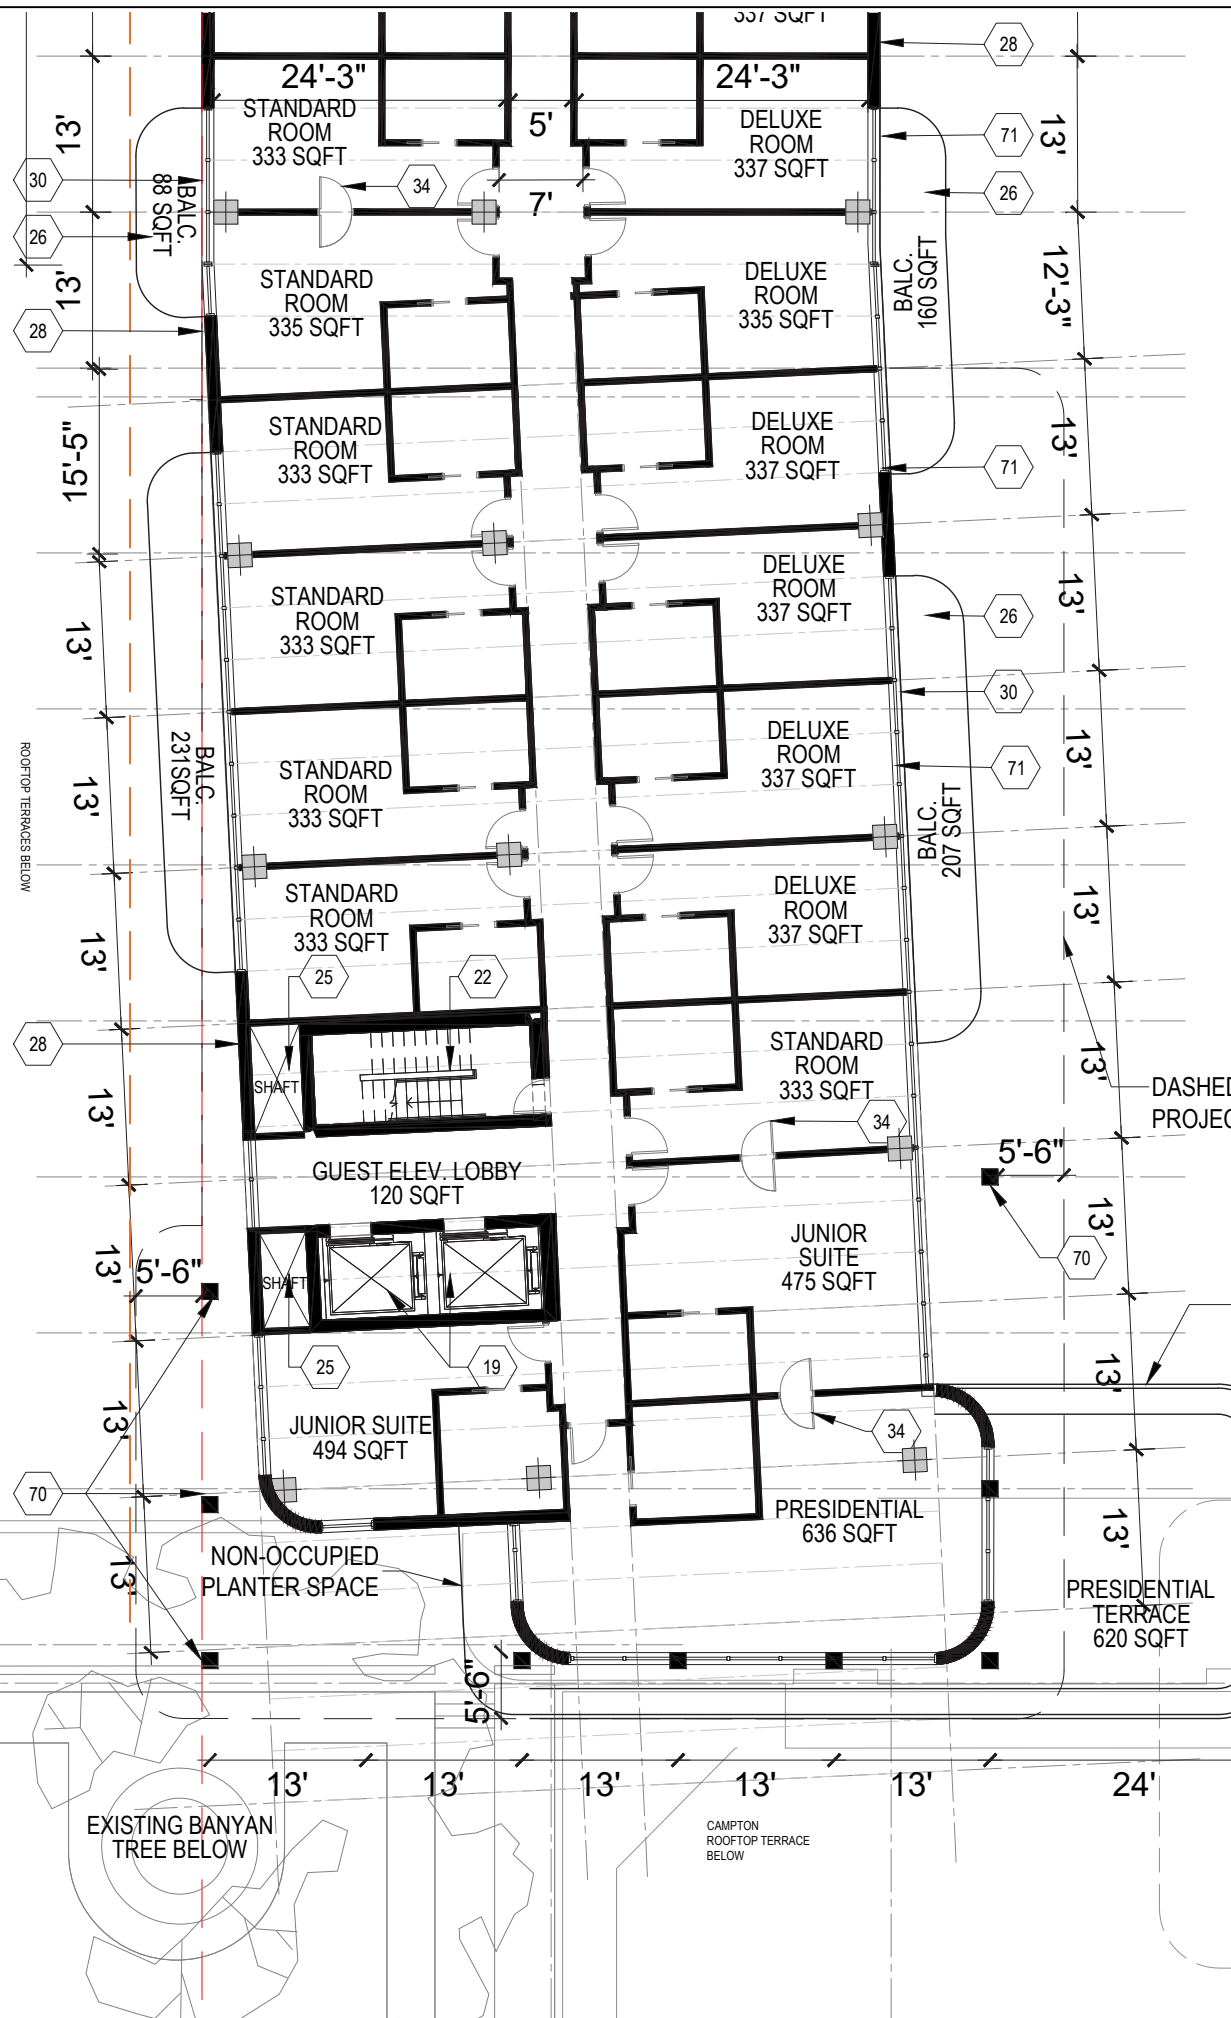 337 SQFT
28
24'-3"
24'-3"
STANDARD
ROOM
333 SQFT
5'
DELUXE
ROOM
337 SQFT
13'
13'
71
30
34
26
BALC.
88 SQFT
7'
26
13'
STANDARD
ROOM
335 SQFT
DELUXE
ROOM
335 SQFT
BALC.
160 SQFT
12'-3"
28
STANDARD
ROOM
333 SQFT
DELUXE
ROOM
337 SQFT
13'
15'-5"
71
STANDARD
ROOM
333 SQFT
DELUXE
ROOM
337 SQFT
13'
26
13'
30
ROOFTOP TERRACES BELOW
BALC.
231SQFT
STANDARD
ROOM
333 SQFT
DELUXE
ROOM
337 SQFT
13'
71
13'
BALC.
207 SQFT
STANDARD
ROOM
333 SQFT
DELUXE
ROOM
337 SQFT
13'
13'
25
22
28
SHAFT
STANDARD
ROOM
333 SQFT
13'
DASHED
PROJEC
13'
34
GUEST ELEV. LOBBY
120 SQFT
5'-6"
13'
JUNIOR
SUITE
475 SQFT
70
13'
5'-6"
SHAFT
25
19
13'
13'
JUNIOR SUITE
494 SQFT
34
70
PRESIDENTIAL
636 SQFT
13'
NON-OCCUPIED
PLANTER SPACE
13'
PRESIDENTIAL
TERRACE
620 SQFT
5'-6"
13'
13'
13'
13'
13'
24'
EXISTING BANYAN
TREE BELOW
CAMPTON
ROOFTOP TERRACE
BELOW